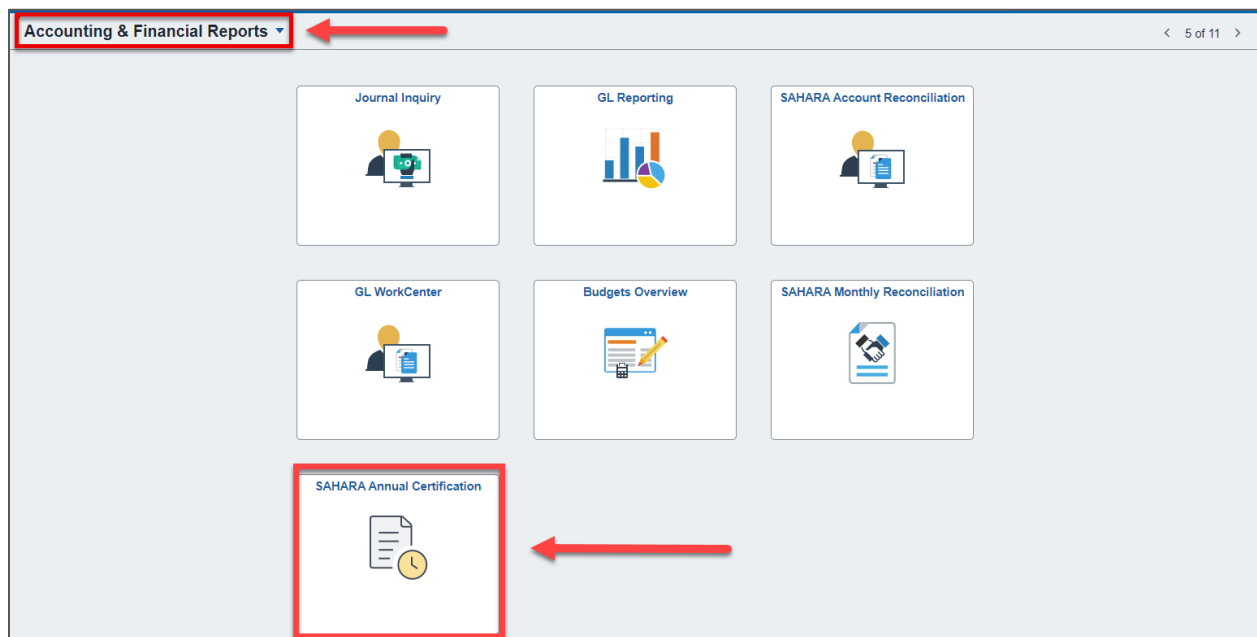 Accounting & Financial Reports
5 of 11
Journal Inquiry
GL Reporting
SAHARA Account Reconciliation
GL WorkCenter
Budgets Overview
SAHARA Monthly Reconciliation
SAHARA Annual Certification